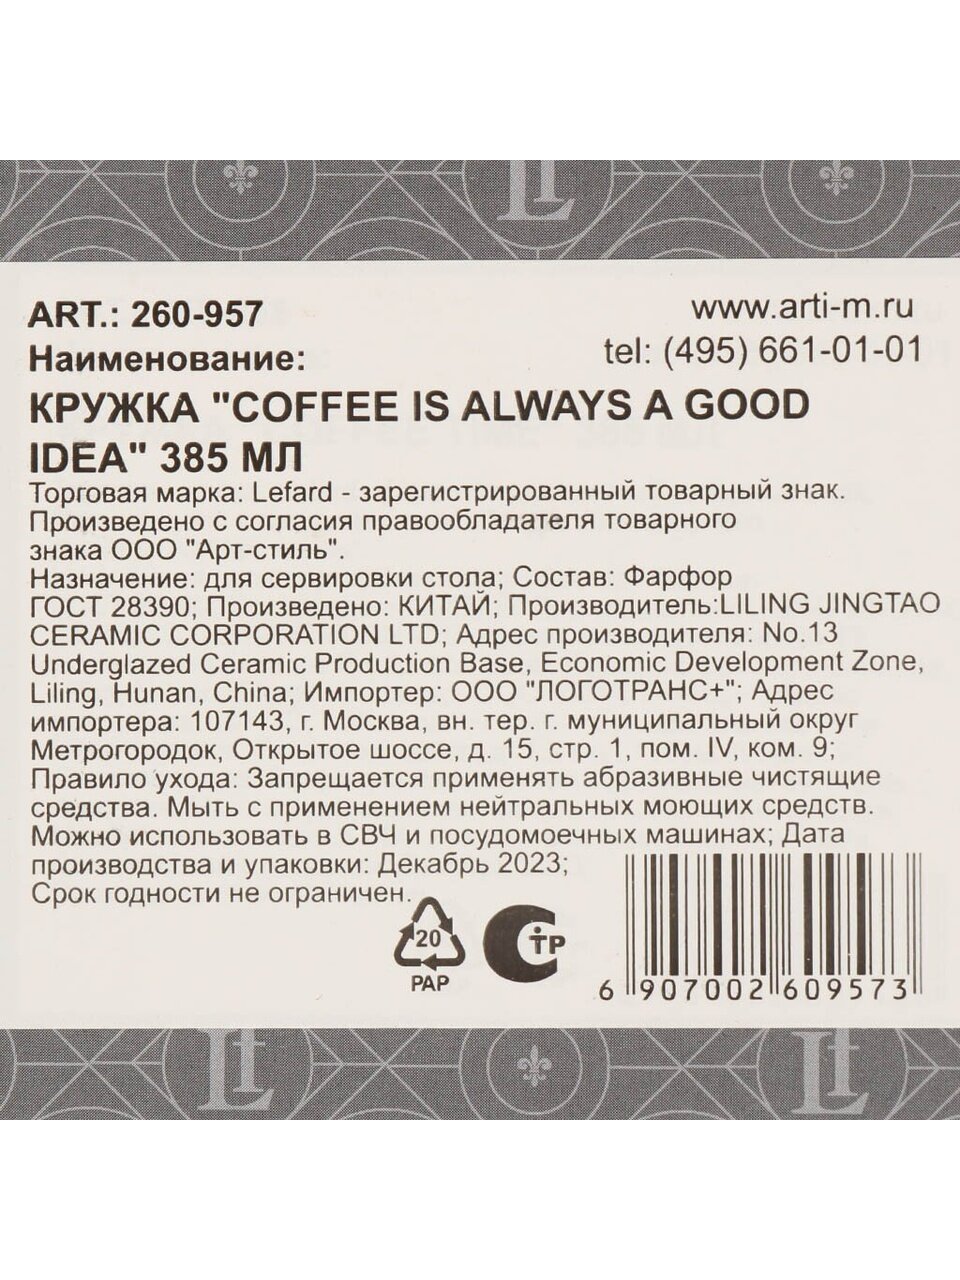 ART.: 260-957
www.arti-m.ru
Наименование:
tel: (495) 661-01-01
КРУЖКА "COFFEE IS ALWAYS A GOOD
IDEA" 385 МЛ
Торговая марка: Lefard - зарегистрированный товарный знак.
Произведено с согласия правообладателя товарного
знака ООО "Арт-стиль".
Назначение: для сервировки стола; Состав: Фарфор
ГОСТ 28390; Произведено: КИТАЙ; Производитель:LILING JINGTAO
CERAMIC CORPORATION LTD; Адрес производителя: No.13
Underglazed Ceramic Production Base, Economic Development Zone,
Liling, Hunan, China; Импортер: ООО "ЛОГОТРАНС+"; Адрес
импортера: 107143, г. Москва, вн. тер. г. муниципальный округ
Метрогородок, Открытое шоссе, д. 15, стр. 1, пом. IV, ком. 9;
Правило ухода: Запрещается применять абразивные чистящие
средства. Мыть с применением нейтральных моющих средств.
Можно использовать в СВЧ и посудомоечных машинах; Дата
производства и упаковки: Декабрь 2023;
Срок годности не ограничен.
20
PAP
СТР
6 907002 609573
Lf
Lf
Lf